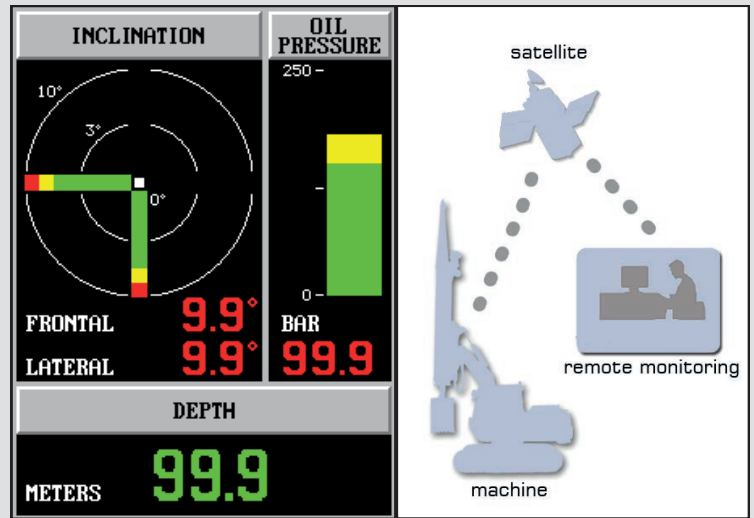 INCLINATION
OIL
PRESSURE
10°
3°
0°
250
0
FRONTAL 9.9°
LATERAL 9.9°
BAR
99.9
DEPTH
METERS 99.9
satellite
remote monitoring
machine